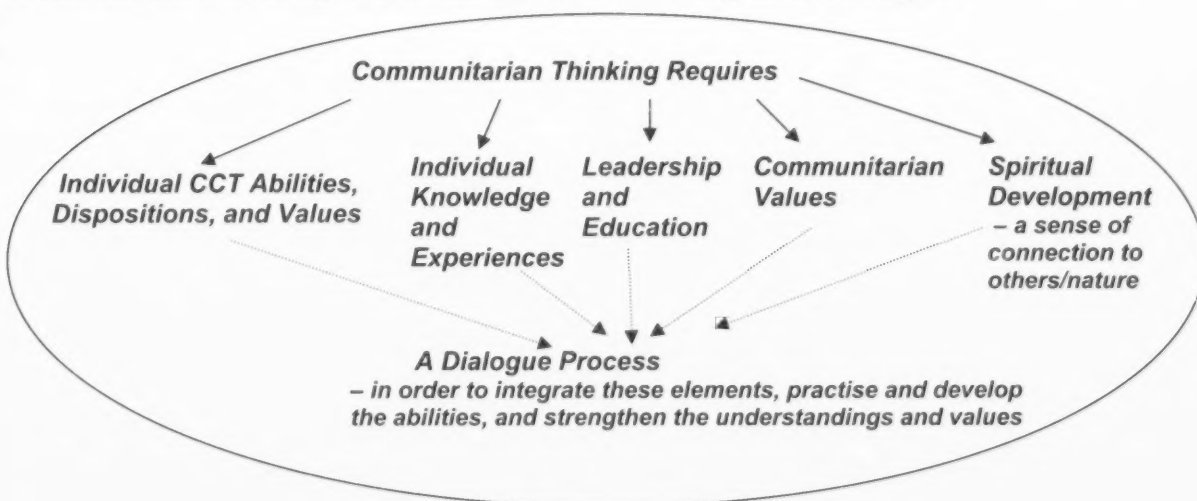 Communitarian Thinking Requires
Individual CCT Abilities,
Dispositions, and Values
Individual
Knowledge
and
Experiences
Leadership
and
Education
Communitarian
Values
Spiritual
Development
– a sense of
connection to
others/nature
A Dialogue Process
– in order to integrate these elements, practise and develop
the abilities, and strengthen the understandings and values